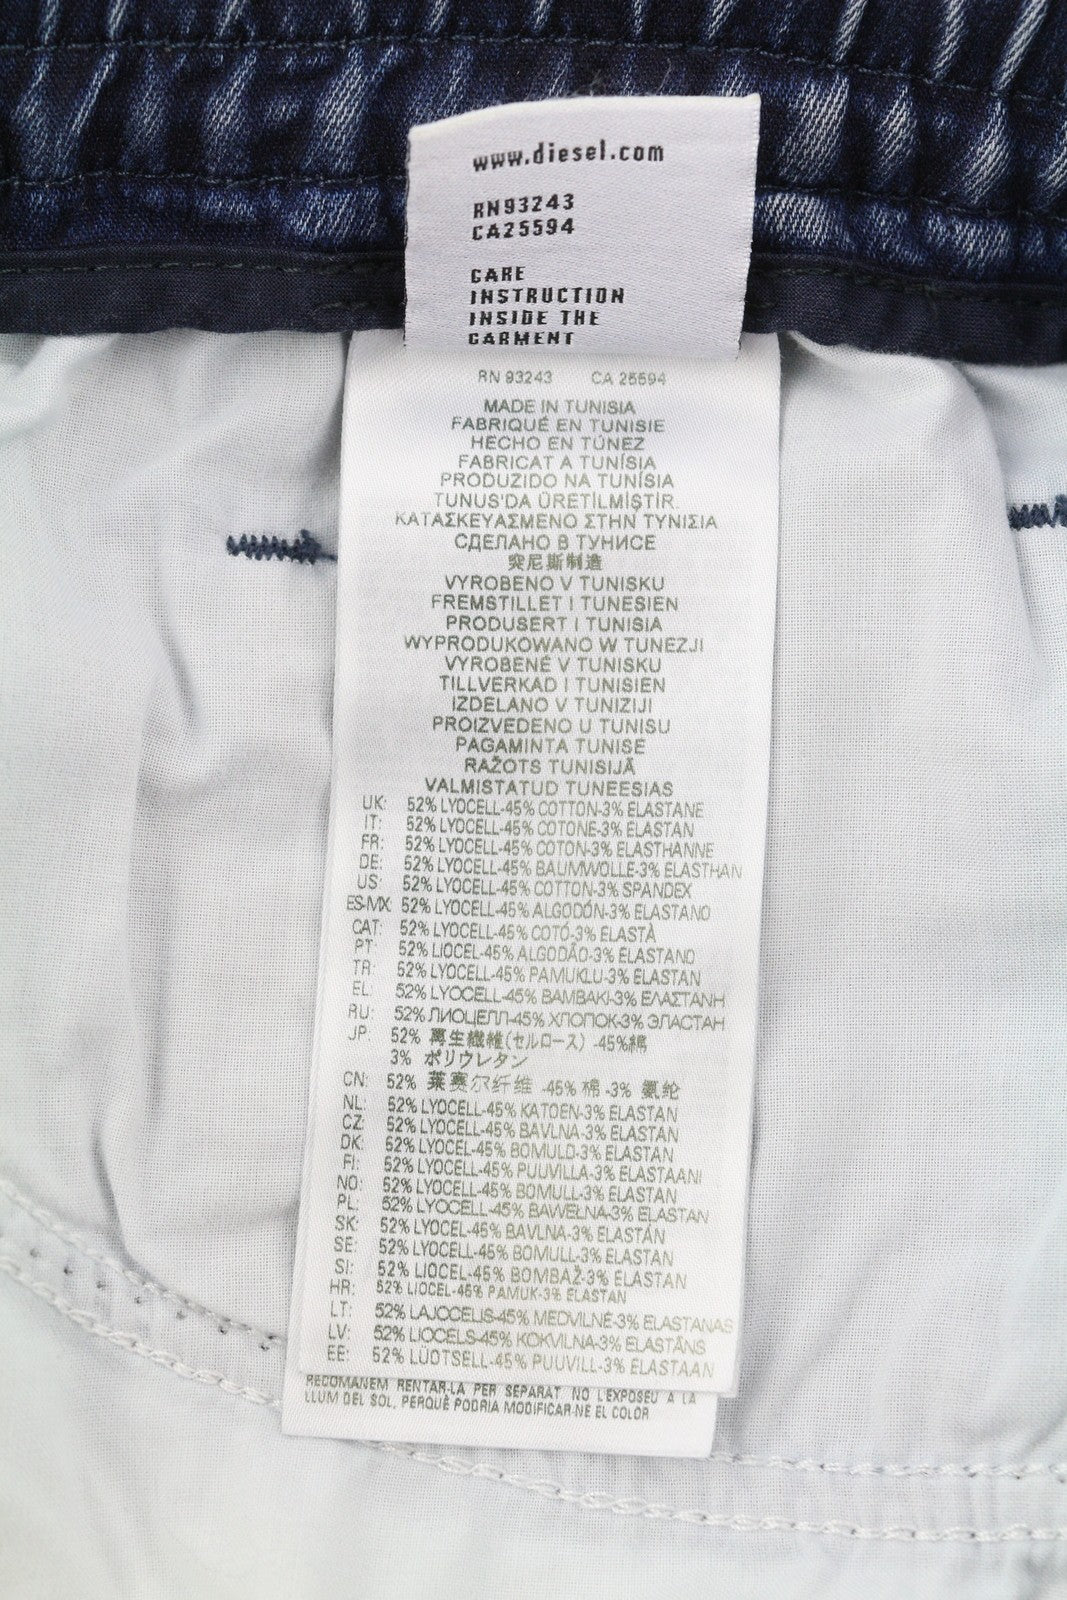 www.diesel.com
RN93243
CA25594
CARE
INSTRUCTION
INSIDE THE
GARMENT
RN 93243 CA 25594
MADE IN TUNISIA
FABRIQUÉ EN TUNISIE
HECHO EN TÚNEZ
FABRICAT A TUNÍSIA
PRODUZIDO NA TUNÍSIA
TUNUS'DA ÜRETİLMİŞTİR.
ΚΑΤΑΣΚΕΥΑΣΜΕΝΟ ΣΤΗΝ ΤΥΝΙΣΙΑ
СДЕЛАНО В ТУНИСЕ
突尼斯制造
VYROBENO V TUNISKU
FREMSTILLET I TUNESIEN
PRODUSERT I TUNISIA
WYPRODUKOWANO W TUNEZJI
VYROBENÉ V TUNISKU
TILLVERKAD I TUNISIEN
IZDELANO V TUNIZIJI
PROIZVEDENO U TUNISU
PAGAMINTA TUNISE
RAŽOTS TUNISIJĀ
VALMISTATUD TUNEESIAS
UK: 52% LYOCELL-45% COTTON-3% ELASTANE
IT: 52% LYOCELL-45% COTONE-3% ELASTAN
FR: 52% LYOCELL-45% COTON-3% ELASTHANNE
DE: 52% LYOCELL-45% BAUMWOLLE-3% ELASTHAN
US: 52% LYOCELL-45% COTTON-3% SPANDEX
ES-MX: 52% LYOCELL-45% ALGODÓN-3% ELASTANO
CAT: 52% LYOCELL-45% COTÓ-3% ELASTÀ
PT: 52% LIOCEL-45% ALGODÃO-3% ELASTANO
TR: 52% LYOCELL-45% PAMUKLU-3% ELASTAN
EL: 52% LYOCELL-45% ΒΑΜΒΑΚΙ-3% ΕΛΑΣΤΑΝΗ
RU: 52% ЛИОЦЕЛЛ-45% ХЛОПОК-3% ЭЛАСТАН
JP: 52% 再生繊維(セルロース) -45%綿
3% ポリウレタン
CN: 52% 莱赛尔纤维 -45% 棉 -3% 氨纶
NL: 52% LYOCELL-45% KATOEN-3% ELASTAN
CZ: 52% LYOCELL-45% BAVLNA-3% ELASTAN
DK: 52% LYOCEL-45% BOMULD-3% ELASTAN
FI: 52% LYOCELL-45% PUUVILLA-3% ELASTAANI
NO: 52% LYOCELL-45% BOMULL-3% ELASTAN
PL: 52% LYOCELL-45% BAWEŁNA-3% ELASTAN
SK: 52% LYOCEL-45% BAVLNA-3% ELASTÁN
SE: 52% LYOCELL-45% BOMULL-3% ELASTAN
SI: 52% LIOCEL-45% BOMBAŽ-3% ELASTAN
HR: 52% LIOCEL-45% PAMUK-3% ELASTAN
LT: 52% LAJOCELIS-45% MEDVILNĖ-3% ELASTANAS
LV: 52% LIOCELS-45% KOKVILNA-3% ELASTĀNS
EE: 52% LÜOTSELL-45% PUUVILL-3% ELASTAAN
RECOMANEM RENTAR-LA PER SEPARAT. NO L'EXPOSEU A LA
LLUM DEL SOL, PERQUÈ PODRIA MODIFICAR-NE EL COLOR